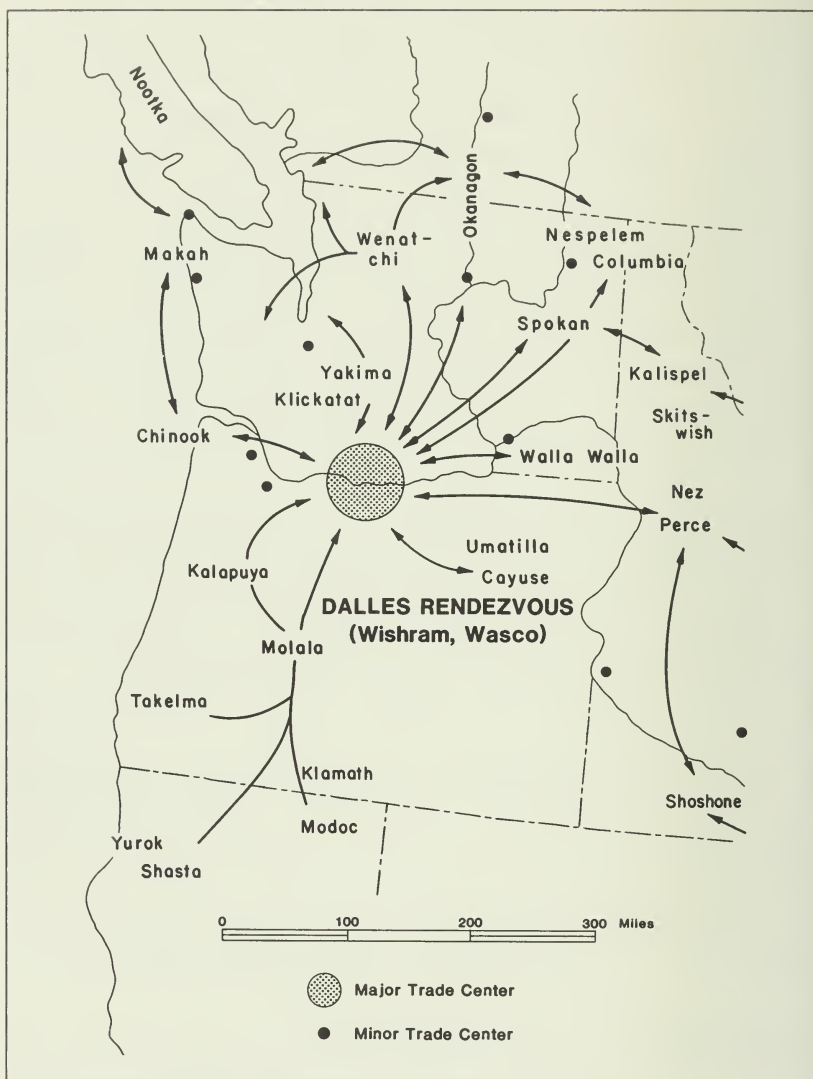 Nootka
Makah
Okanagon
Wenat-
chi
Nespelem
Columbia
Spokan
Kalispel
Skits-
wish
Yakima
Klickatat
Chinook
Walla Walla
Nez
Perce
Umatilla
Cayuse
Kalapuya
DALLES RENDEZVOUS
(Wishram, Wasco)
Molala
Takelma
Klamath
Modoc
Shoshone
Yurok
Shasta
0 100 200 300 Miles
Major Trade Center
Minor Trade Center